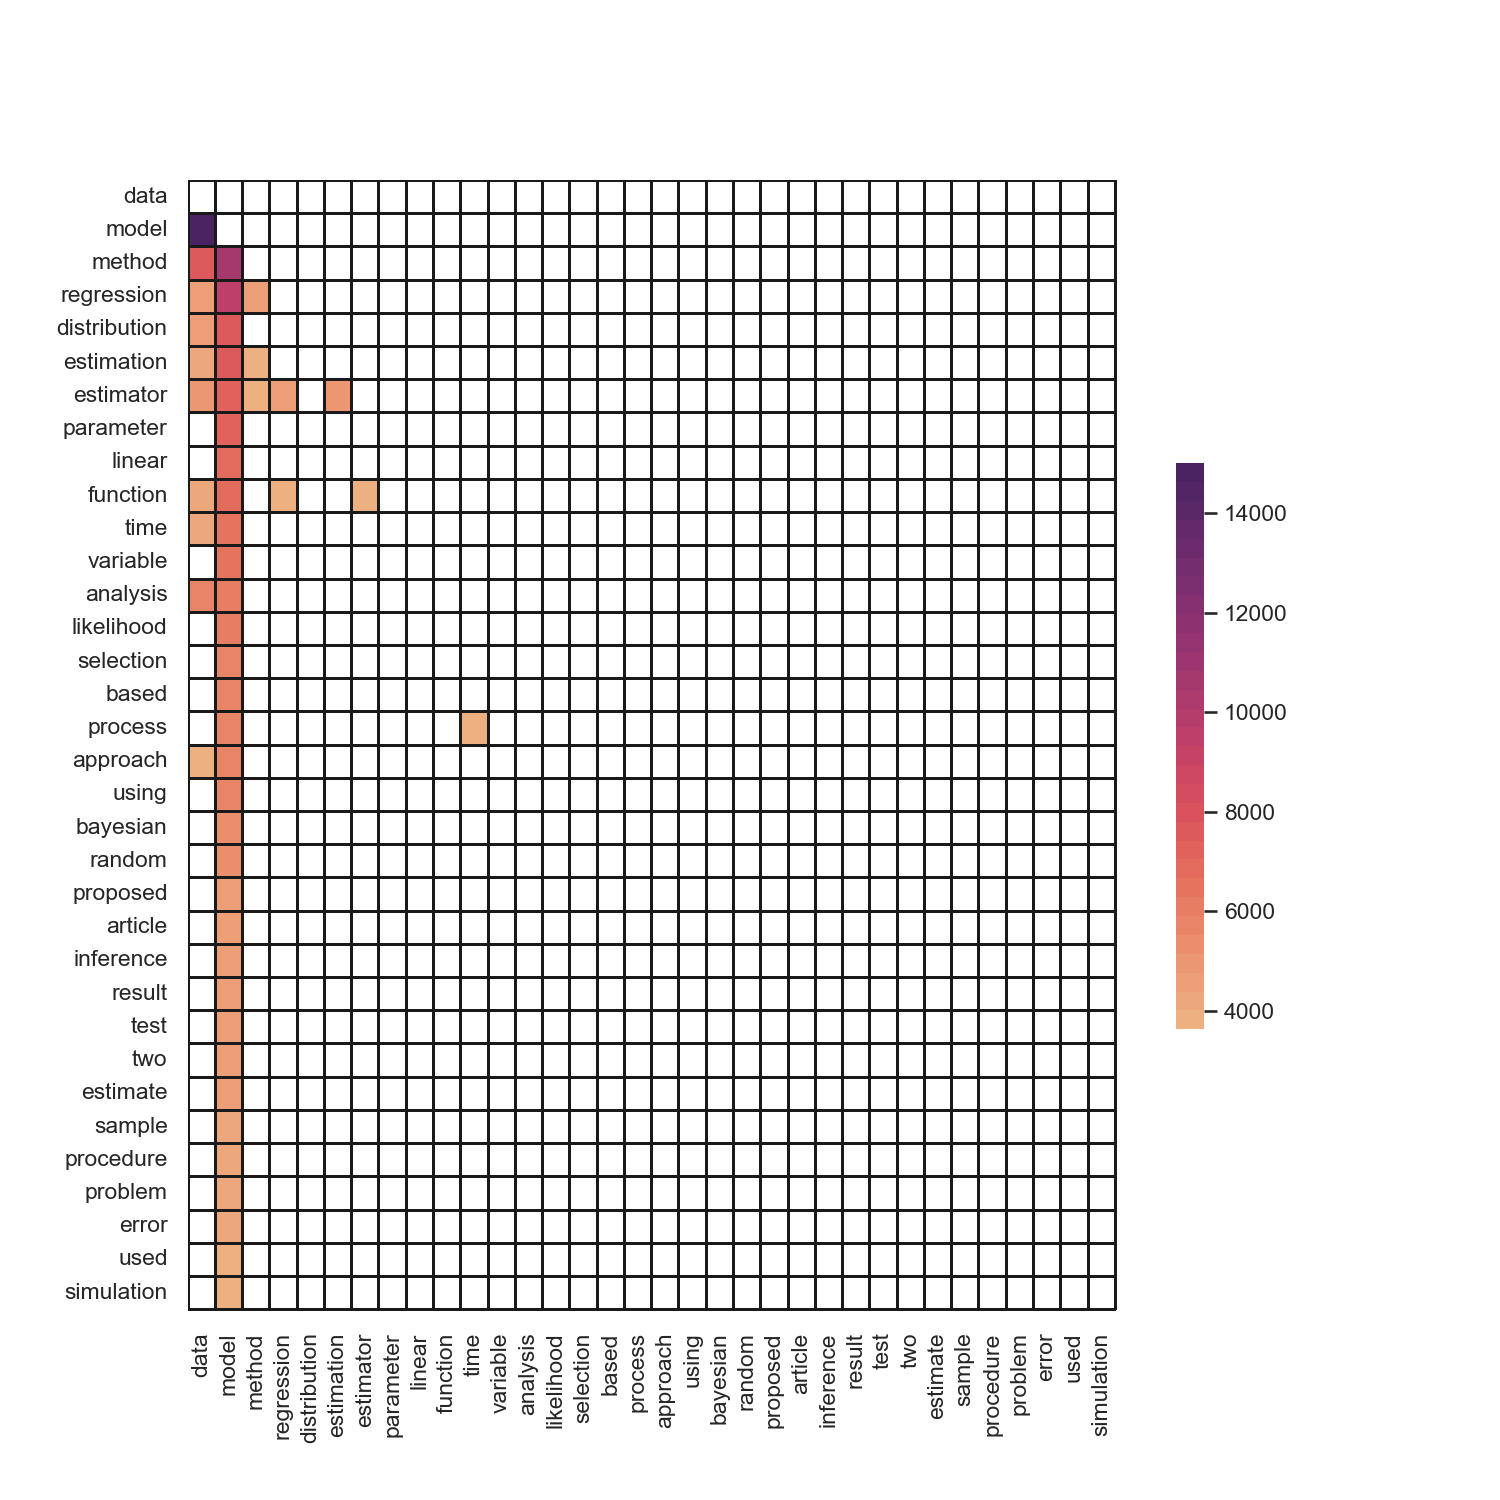 data
model
method
regression
distribution
estimation
estimator
parameter
linear
function
time
variable
analysis
likelihood
selection
based
process
approach
using
bayesian
random
proposed
article
inference
result
test
two
estimate
sample
procedure
problem
error
used
simulation
data
model
method
regression
distribution
estimation
estimator
parameter
linear
function
time
variable
analysis
likelihood
selection
based
process
approach
using
bayesian
random
proposed
article
inference
result
test
two
estimate
sample
procedure
problem
error
used
simulation
14000
12000
10000
8000
6000
4000